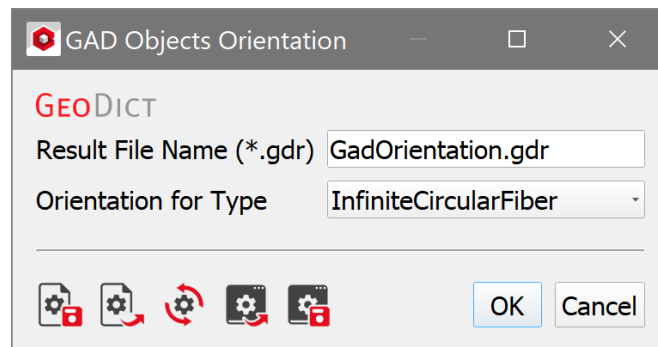 GAD Objects Orientation
GEODICT
Result File Name (*.gdr) GadOrientation.gdr
Orientation for Type InfiniteCircularFiber
OK Cancel